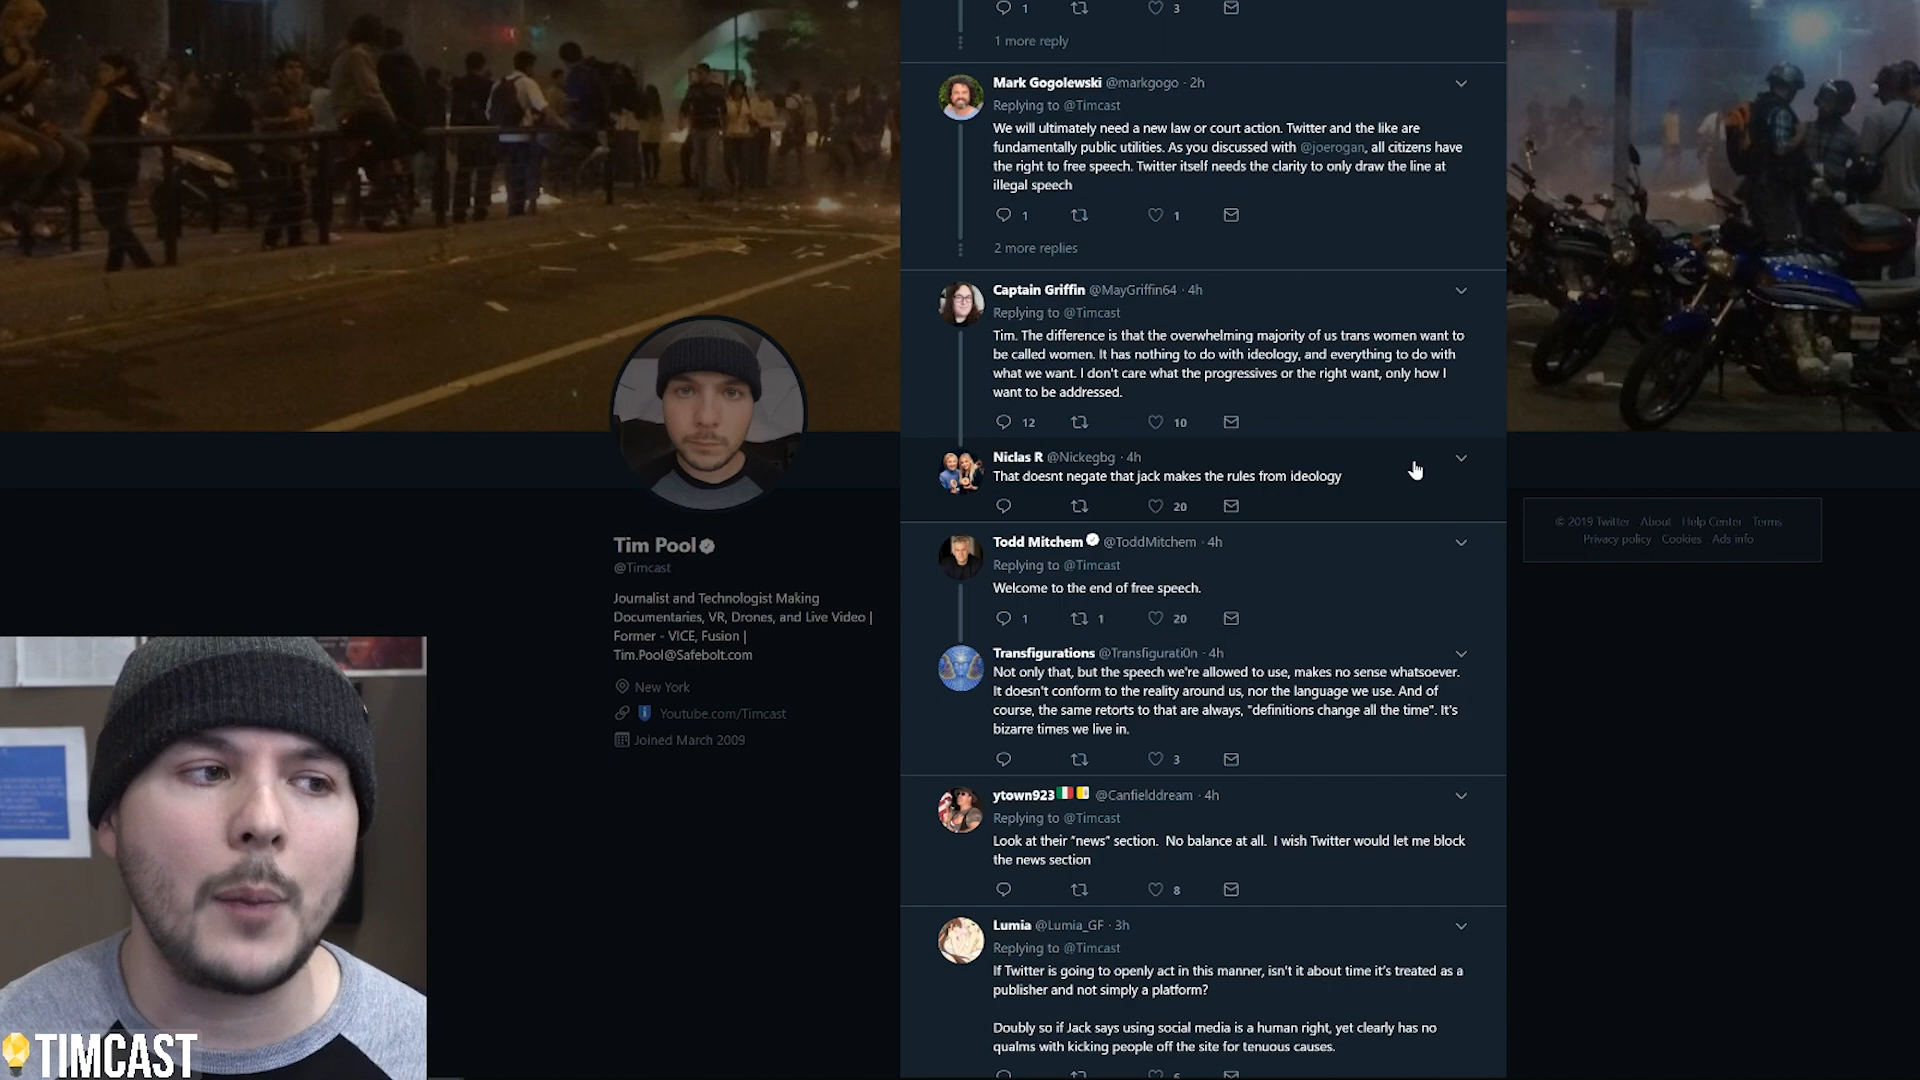 1 3
1 more reply
Mark Gogolewski @markgogo · 2h
Replying to @Timcast
We will ultimately need a new law or court action. Twitter and the like are
fundamentally public utilities. As you discussed with @joerogan, all citizens have
the right to free speech. Twitter itself needs the clarity to only draw the line at
illegal speech
1 1
2 more replies
Captain Griffin @MayGriffin64 · 4h
Replying to @Timcast
Tim. The difference is that the overwhelming majority of us trans women want to
be called women. It has nothing to do with ideology, and everything to do with
what we want. I don't care what the progressives or the right want, only how I
want to be addressed.
12 10
Niclas R @Nickegbg · 4h
That doesnt negate that jack makes the rules from ideology
20
Todd Mitchem @ToddMitchem · 4h
Replying to @Timcast
Welcome to the end of free speech.
1 1 20
Transfigurations @Transfigurati0n · 4h
Not only that, but the speech we're allowed to use, makes no sense whatsoever.
It doesn't conform to the reality around us, nor the language we use. And of
course, the same retorts to that are always, "definitions change all the time". It's
bizarre times we live in.
3
ytown923 @Canfielddream · 4h
Replying to @Timcast
Look at their “news” section. No balance at all. I wish Twitter would let me block
the news section
8
Lumia @Lumia_GF · 3h
Replying to @Timcast
If Twitter is going to openly act in this manner, isn't it about time it's treated as a
publisher and not simply a platform?
Doubly so if Jack says using social media is a human right, yet clearly has no
qualms with kicking people off the site for tenuous causes.
Tim Pool
@Timcast
Journalist and Technologist Making
Documentaries, VR, Drones, and Live Video |
Former - VICE, Fusion |
Tim.Pool@Safebolt.com
New York
Youtube.com/Timcast
Joined March 2009
© 2019 Twitter About Help Center Terms
Privacy policy Cookies Ads info
TIMCAST